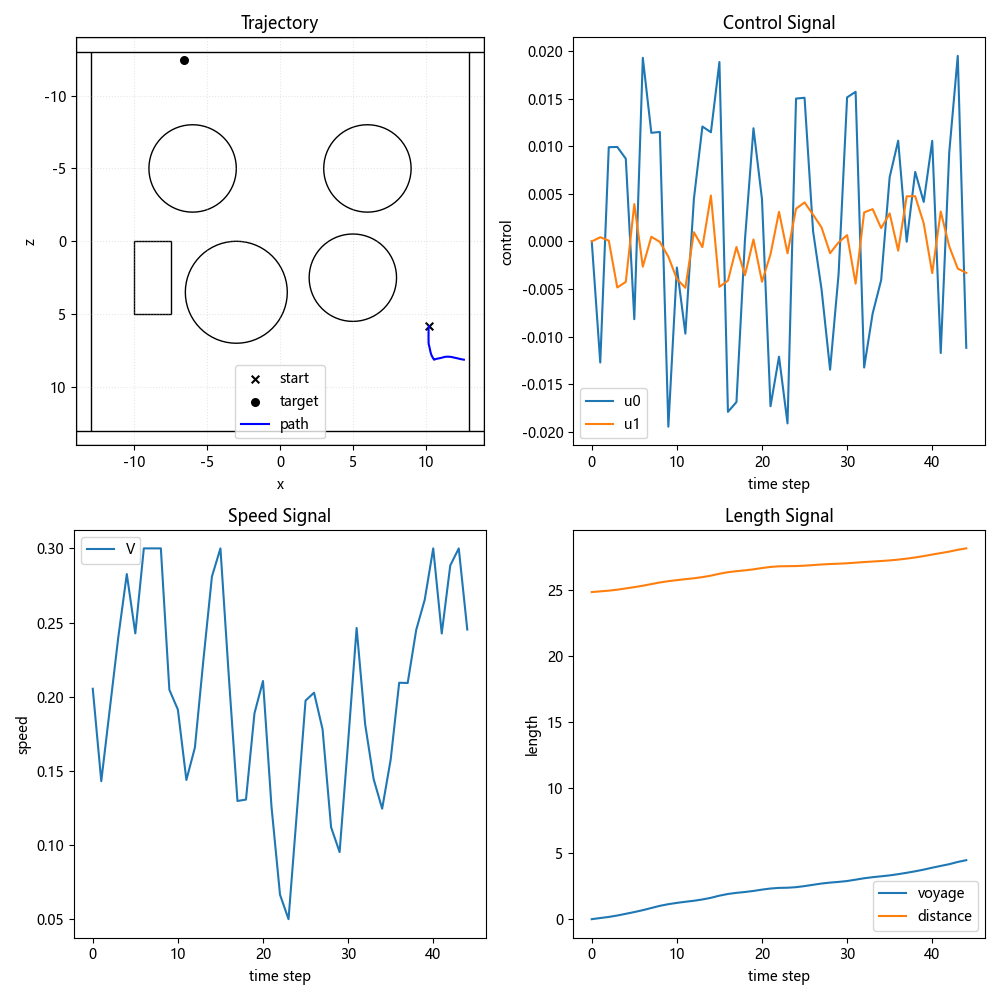 Trajectory
-10
-5
0
5
10
z
-10 -5 0 5 10
x
start
target
path
Control Signal
0.020
0.015
0.010
0.005
0.000
-0.005
-0.010
-0.015
-0.020
control
u0
u1
0 10 20 30 40
time step
Speed Signal
0.30
0.25
0.20
0.15
0.10
0.05
speed
V
0 10 20 30 40
time step
Length Signal
25
20
15
10
5
0
length
voyage
distance
0 10 20 30 40
time step